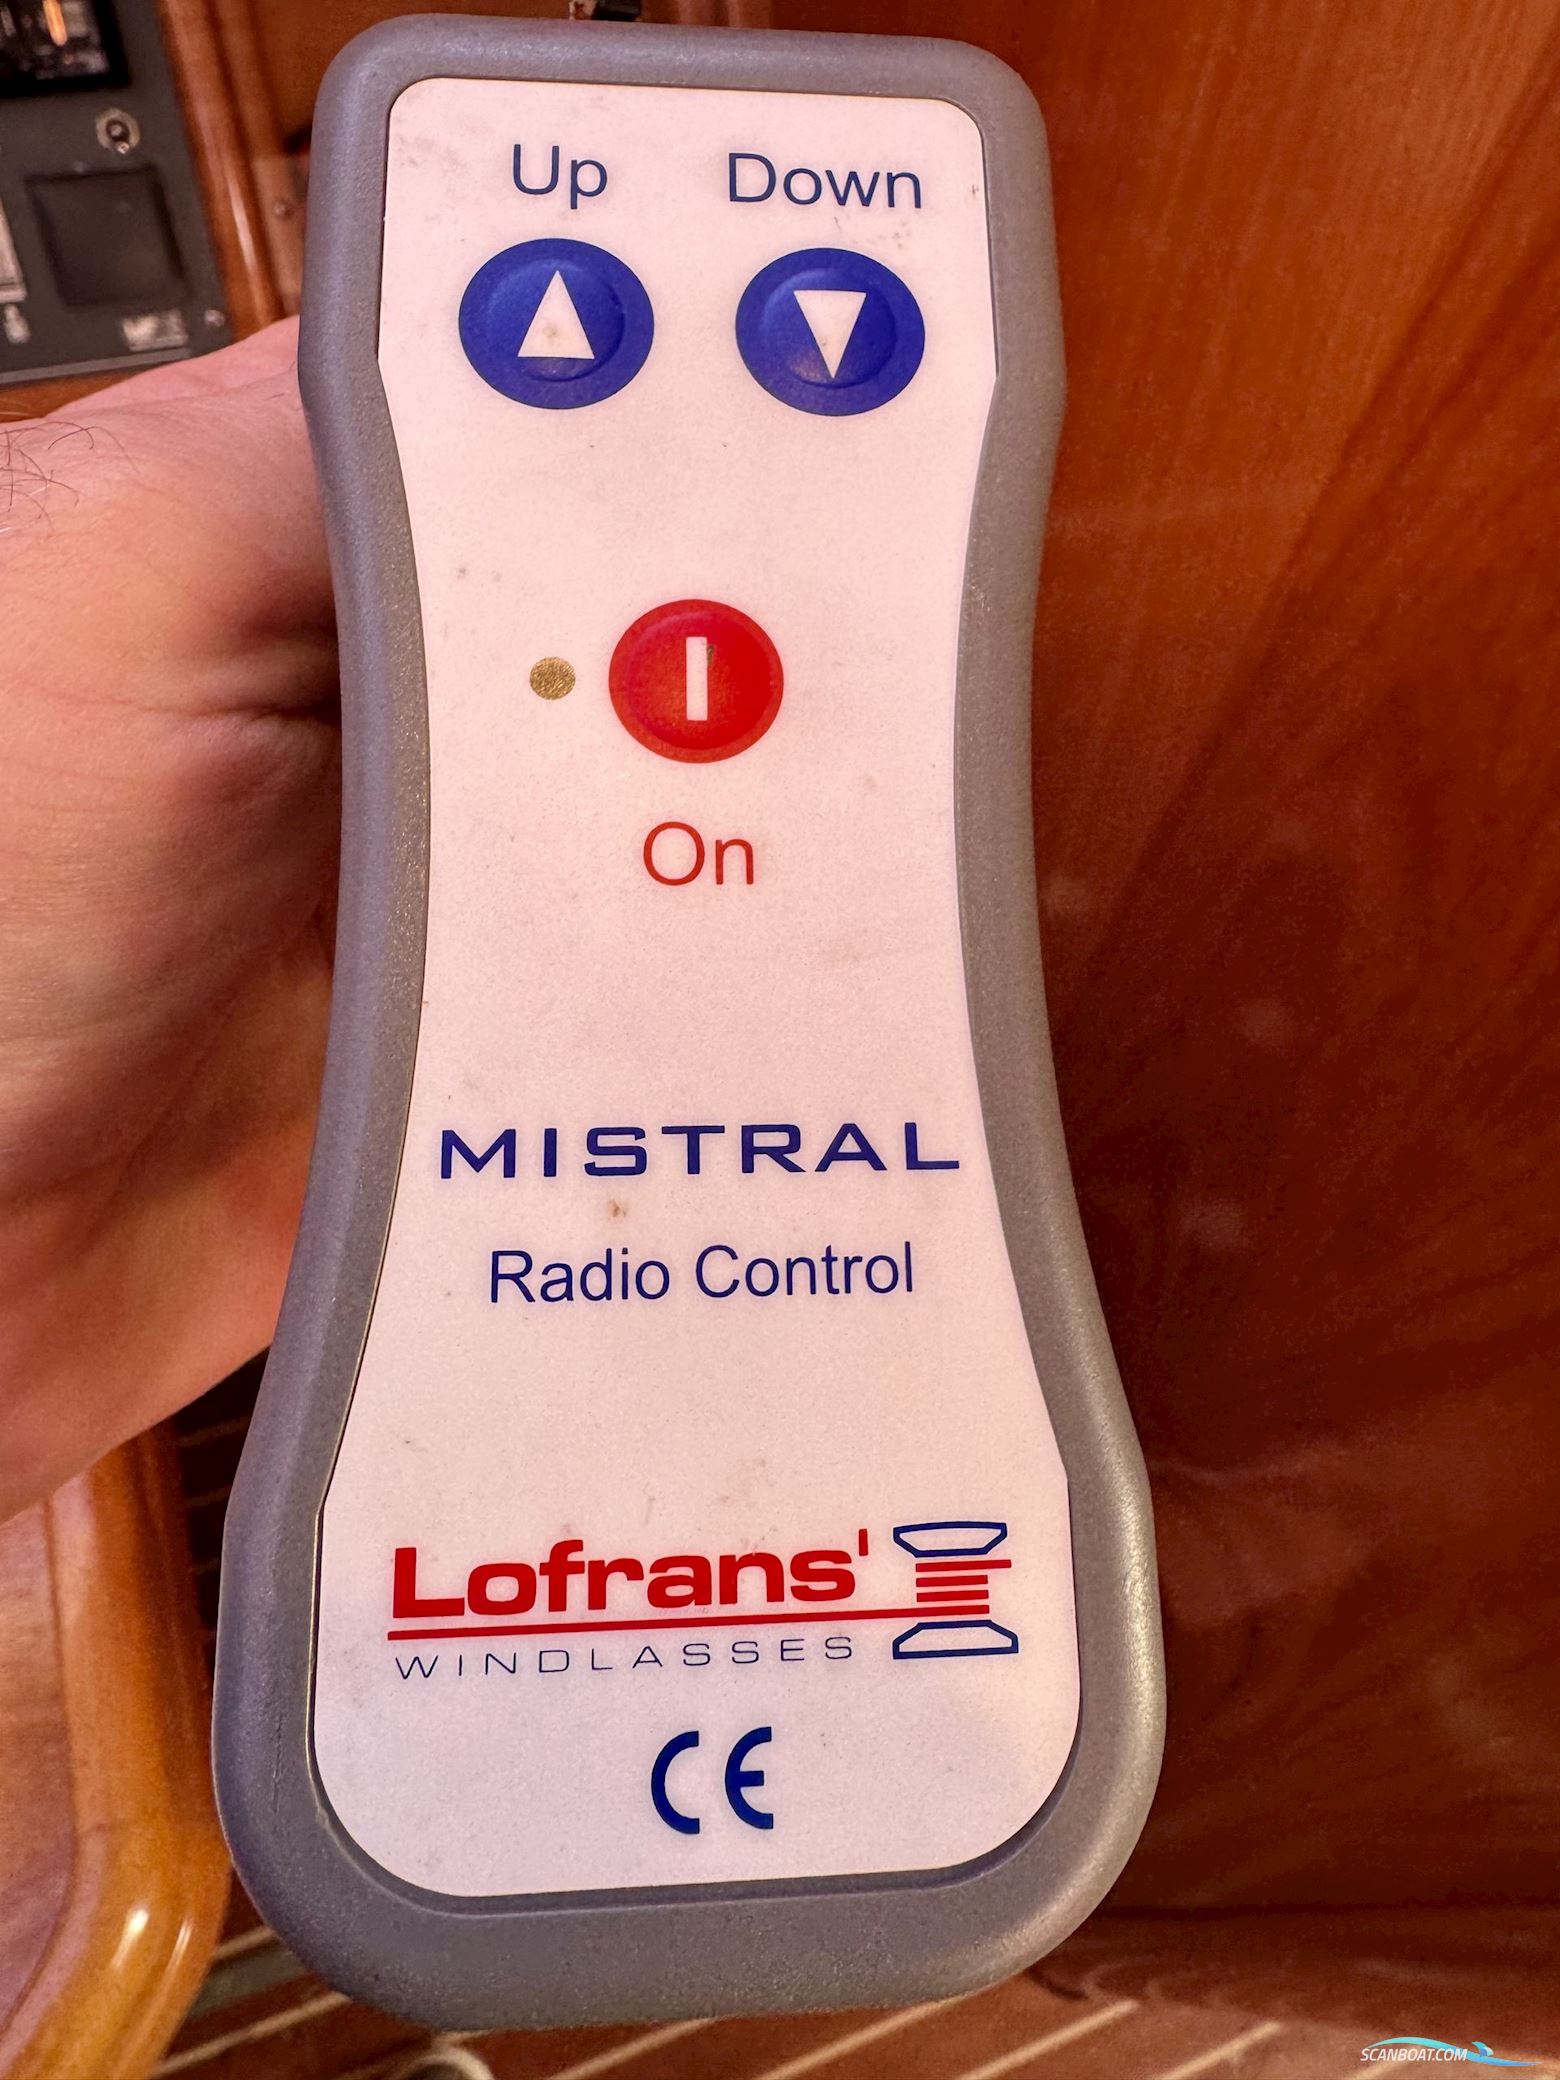 Up Down
On
MISTRAL
Radio Control
Lofrans'
WINDLASSES
CE
SCANBOAT.COM